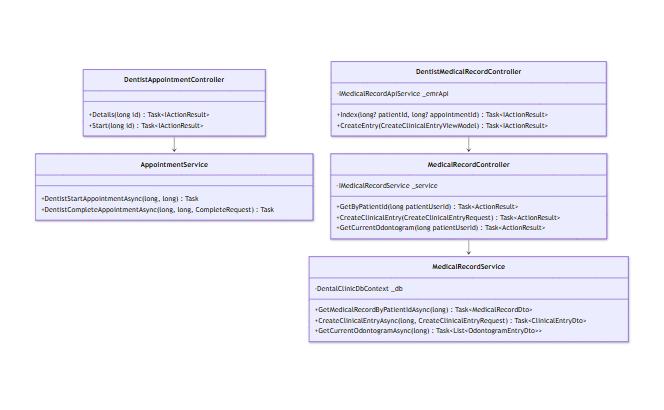 DentistAppointmentController
+Details(long id) : Task<IActionResult>
+Start(long id) : Task<IActionResult>
AppointmentService
+DentistStartAppointmentAsync(long, long) : Task
+DentistCompleteAppointmentAsync(long, long, CompleteRequest) : Task
DentistMedicalRecordController
-IMedicalRecordApiService _emrApi
+Index(long? patientId, long? appointmentId) : Task<IActionResult>
+CreateEntry(CreateClinicalEntryViewModel) : Task<IActionResult>
MedicalRecordController
-IMedicalRecordService _service
+GetByPatientId(long patientUserId) : Task<ActionResult>
+CreateClinicalEntry(CreateClinicalEntryRequest) : Task<ActionResult>
+GetCurrentOdontogram(long patientUserId) : Task<ActionResult>
MedicalRecordService
-DentalClinicDbContext _db
+GetMedicalRecordByPatientIdAsync(long) : Task<MedicalRecordDto>
+CreateClinicalEntryAsync(long, CreateClinicalEntryRequest) : Task<ClinicalEntryDto>
+GetCurrentOdontogramAsync(long) : Task<List<OdontogramEntryDto>>